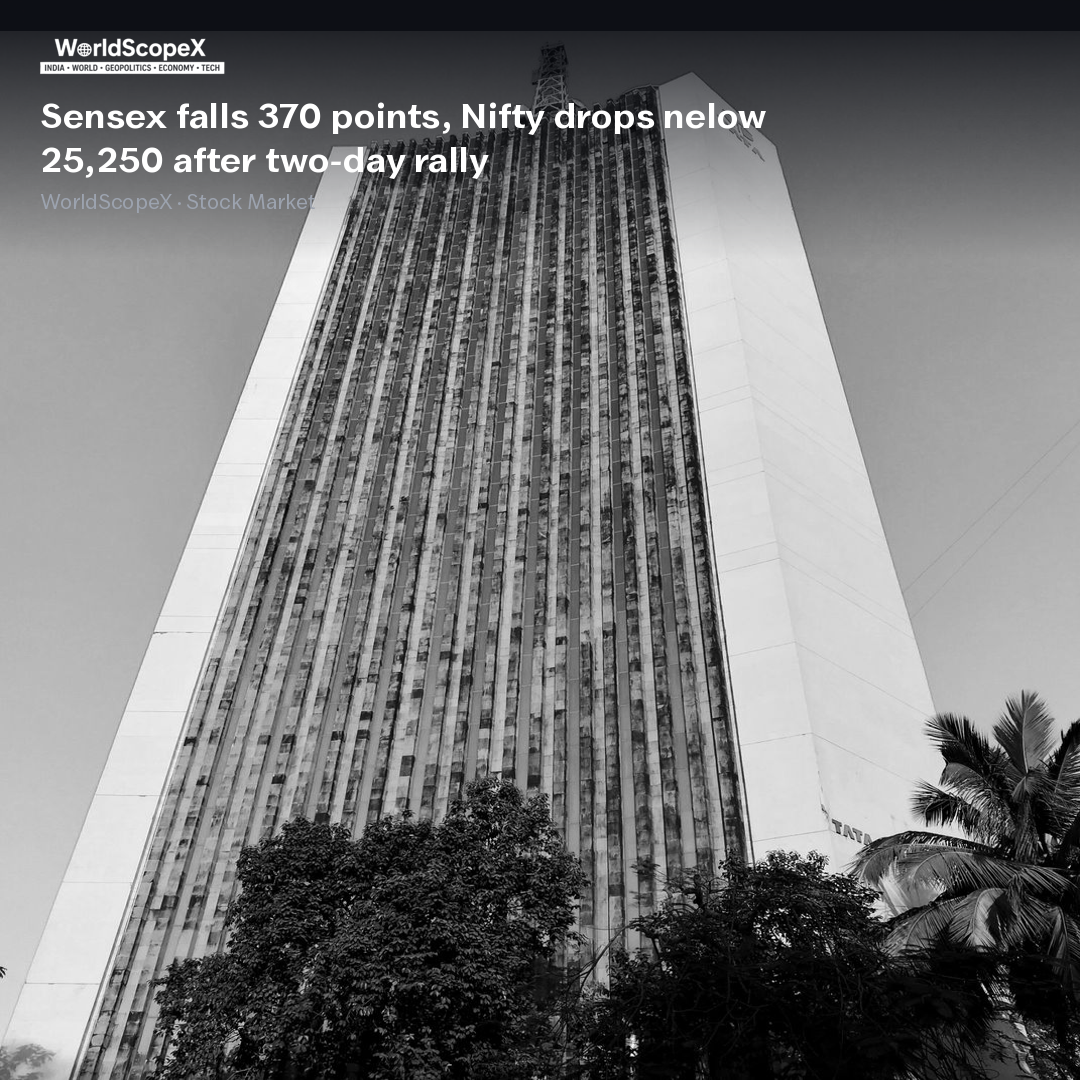 WorldScopeX
INDIA • WORLD • GEOPOLITICS • ECONOMY • TECH
Sensex falls 370 points, Nifty drops nelow
25,250 after two-day rally
WorldScopeX · Stock Market
TATA